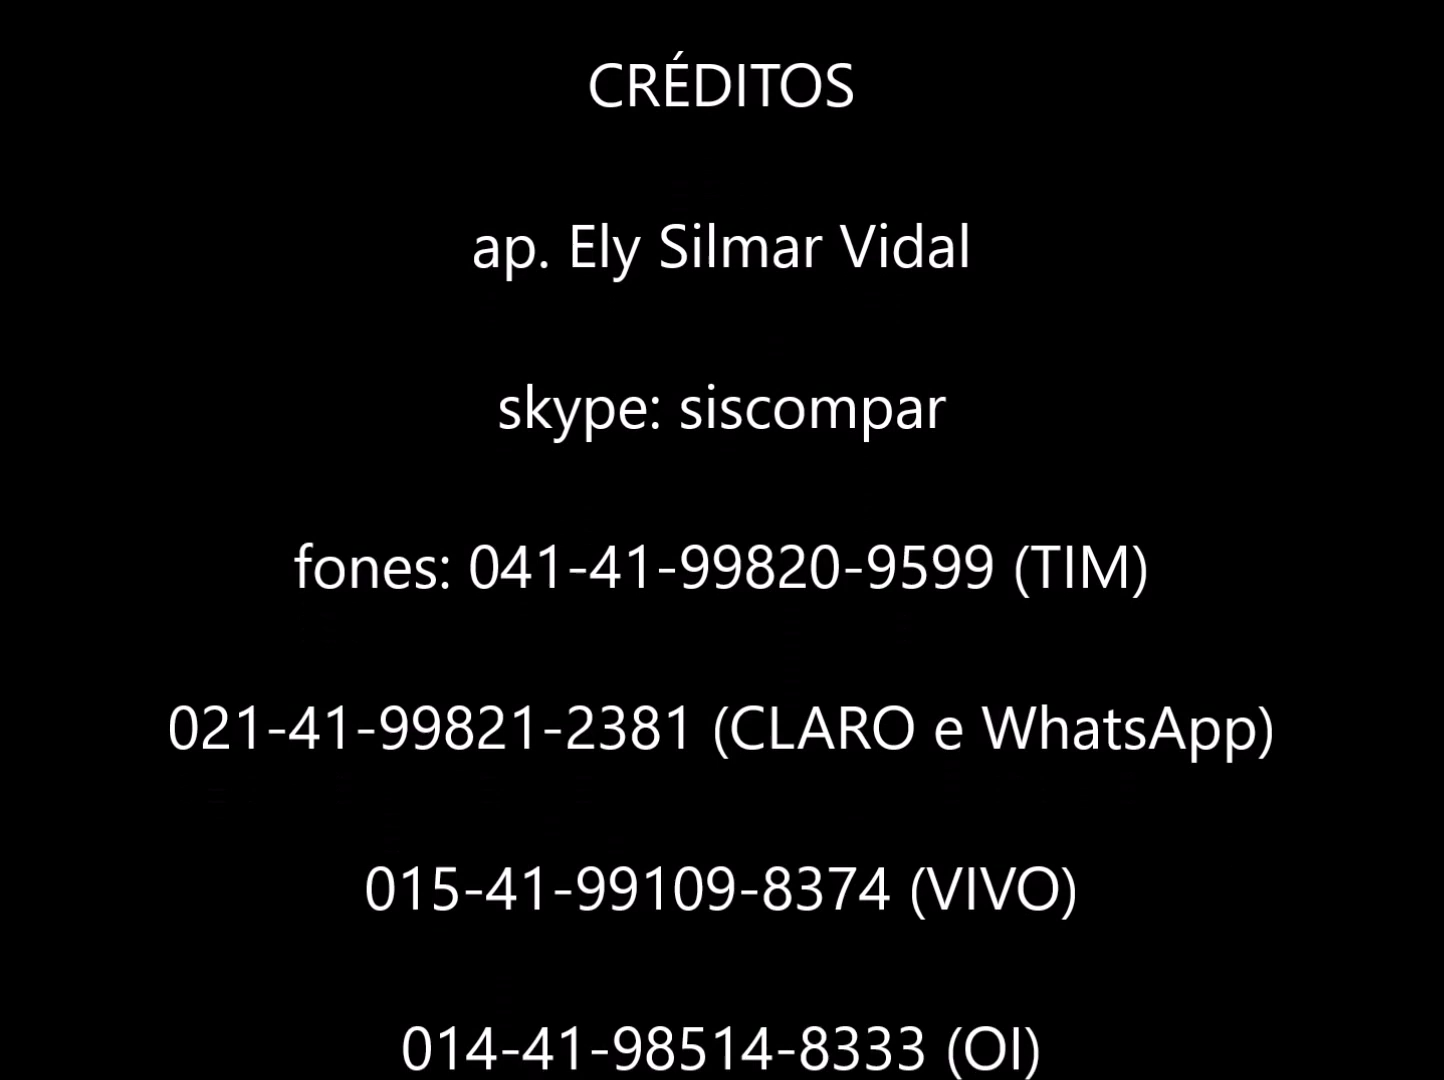 CRÉDITOS
ap. Ely Silmar Vidal
skype: siscompar
fones: 041-41-99820-9599 (TIM)
021-41-99821-2381 (CLARO e WhatsApp)
015-41-99109-8374 (VIVO)
014-41-98514-8333 (OI)